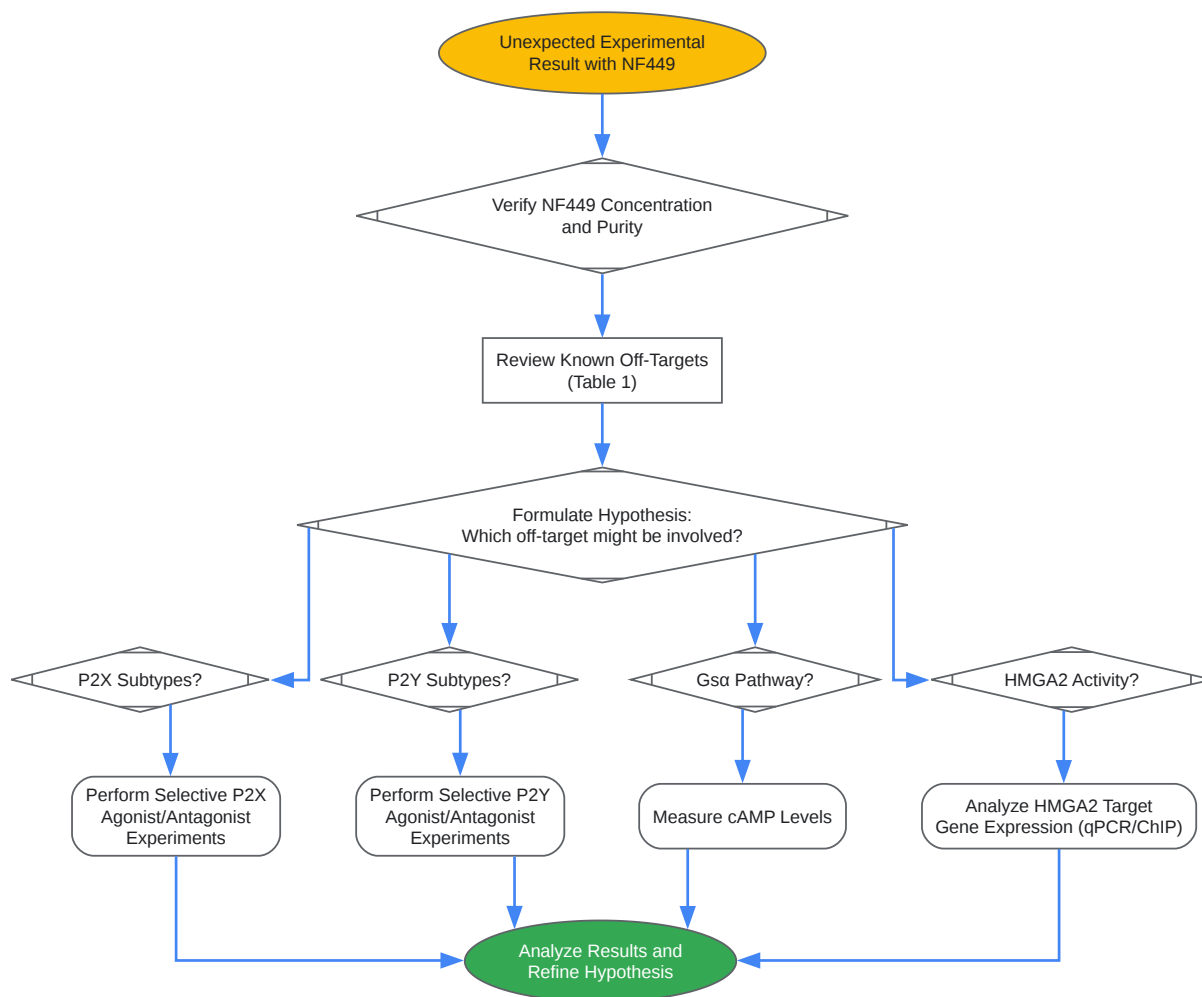 Unexpected Experimental
Result with NF449
Verify NF449 Concentration
and Purity
Review Known Off-Targets
(Table 1)
Formulate Hypothesis:
Which off-target might be involved?
P2X Subtypes?
P2Y Subtypes?
Gsα Pathway?
HMGA2 Activity?
Perform Selective P2X
Agonist/Antagonist
Experiments
Perform Selective P2Y
Agonist/Antagonist
Experiments
Measure cAMP Levels
Analyze HMGA2 Target
Gene Expression (qPCR/ChIP)
Analyze Results and
Refine Hypothesis